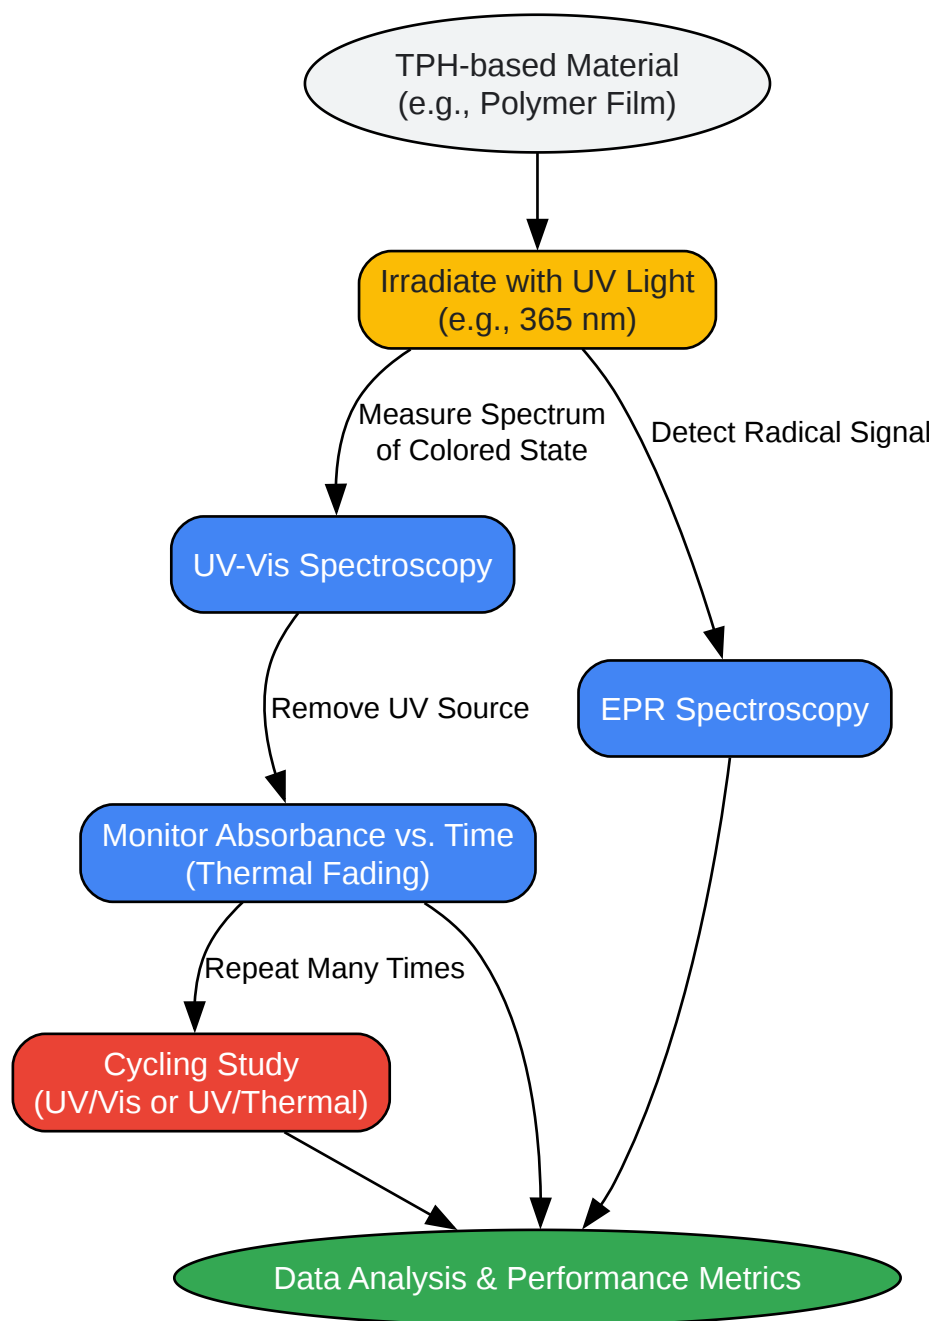 TPH-based Material
(e.g., Polymer Film)
Irradiate with UV Light
(e.g., 365 nm)
Measure Spectrum
of Colored State
Detect Radical Signal
UV-Vis Spectroscopy
EPR Spectroscopy
Remove UV Source
Monitor Absorbance vs. Time
(Thermal Fading)
Repeat Many Times
Cycling Study
(UV/Vis or UV/Thermal)
Data Analysis & Performance Metrics